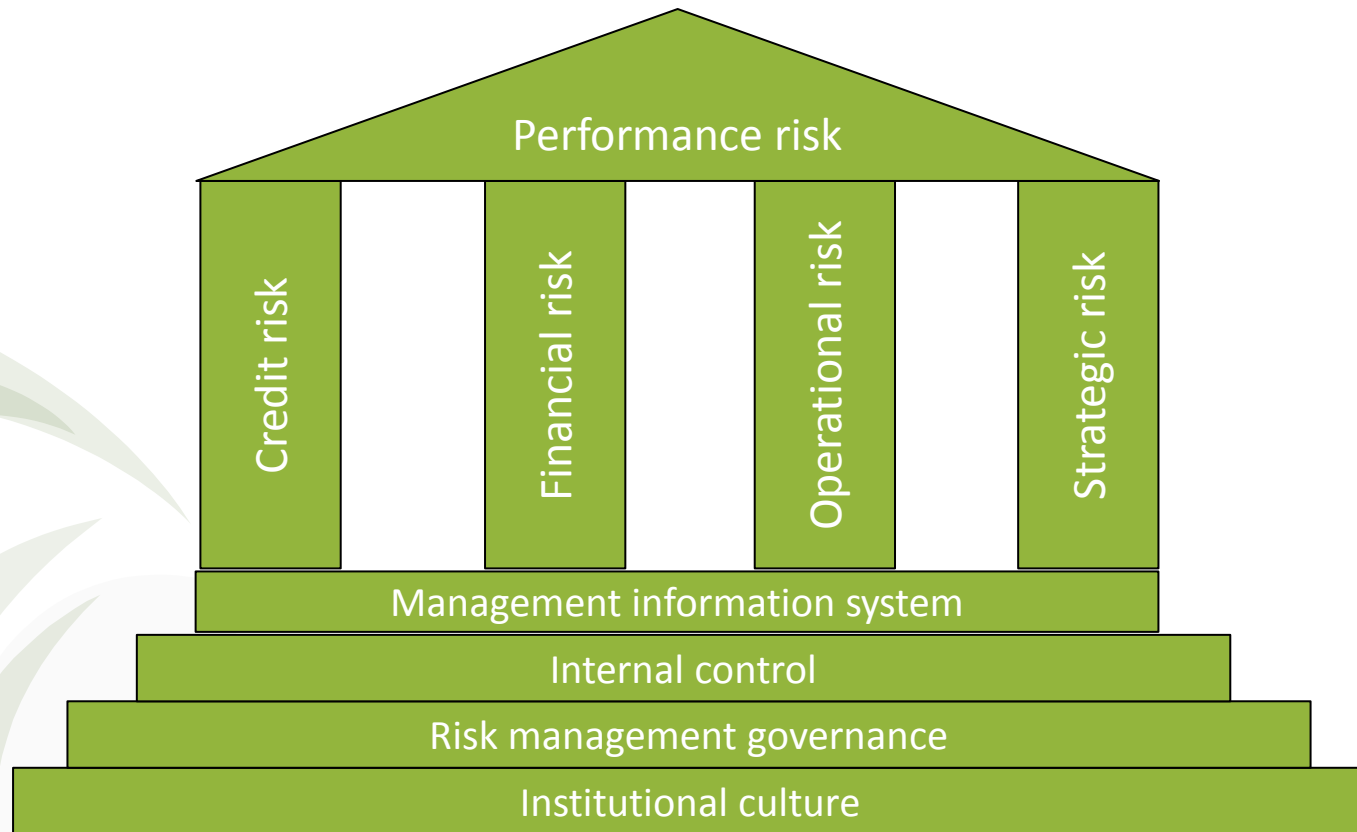 Performance risk
Credit risk
Financial risk
Operational risk
Strategic risk
Management information system
Internal control
Risk management governance
Institutional culture